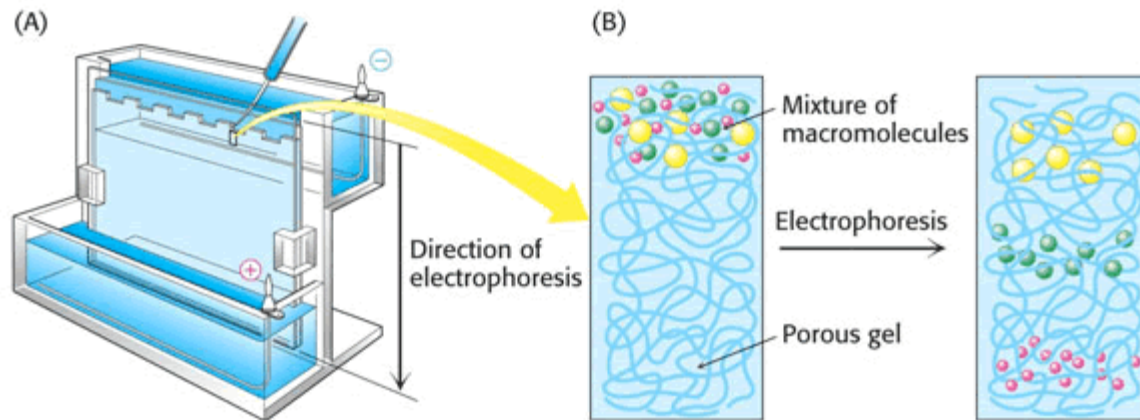 (A)
(B)
−
Mixture of
macromolecules
Electrophoresis
Direction of
electrophoresis
+
Porous gel